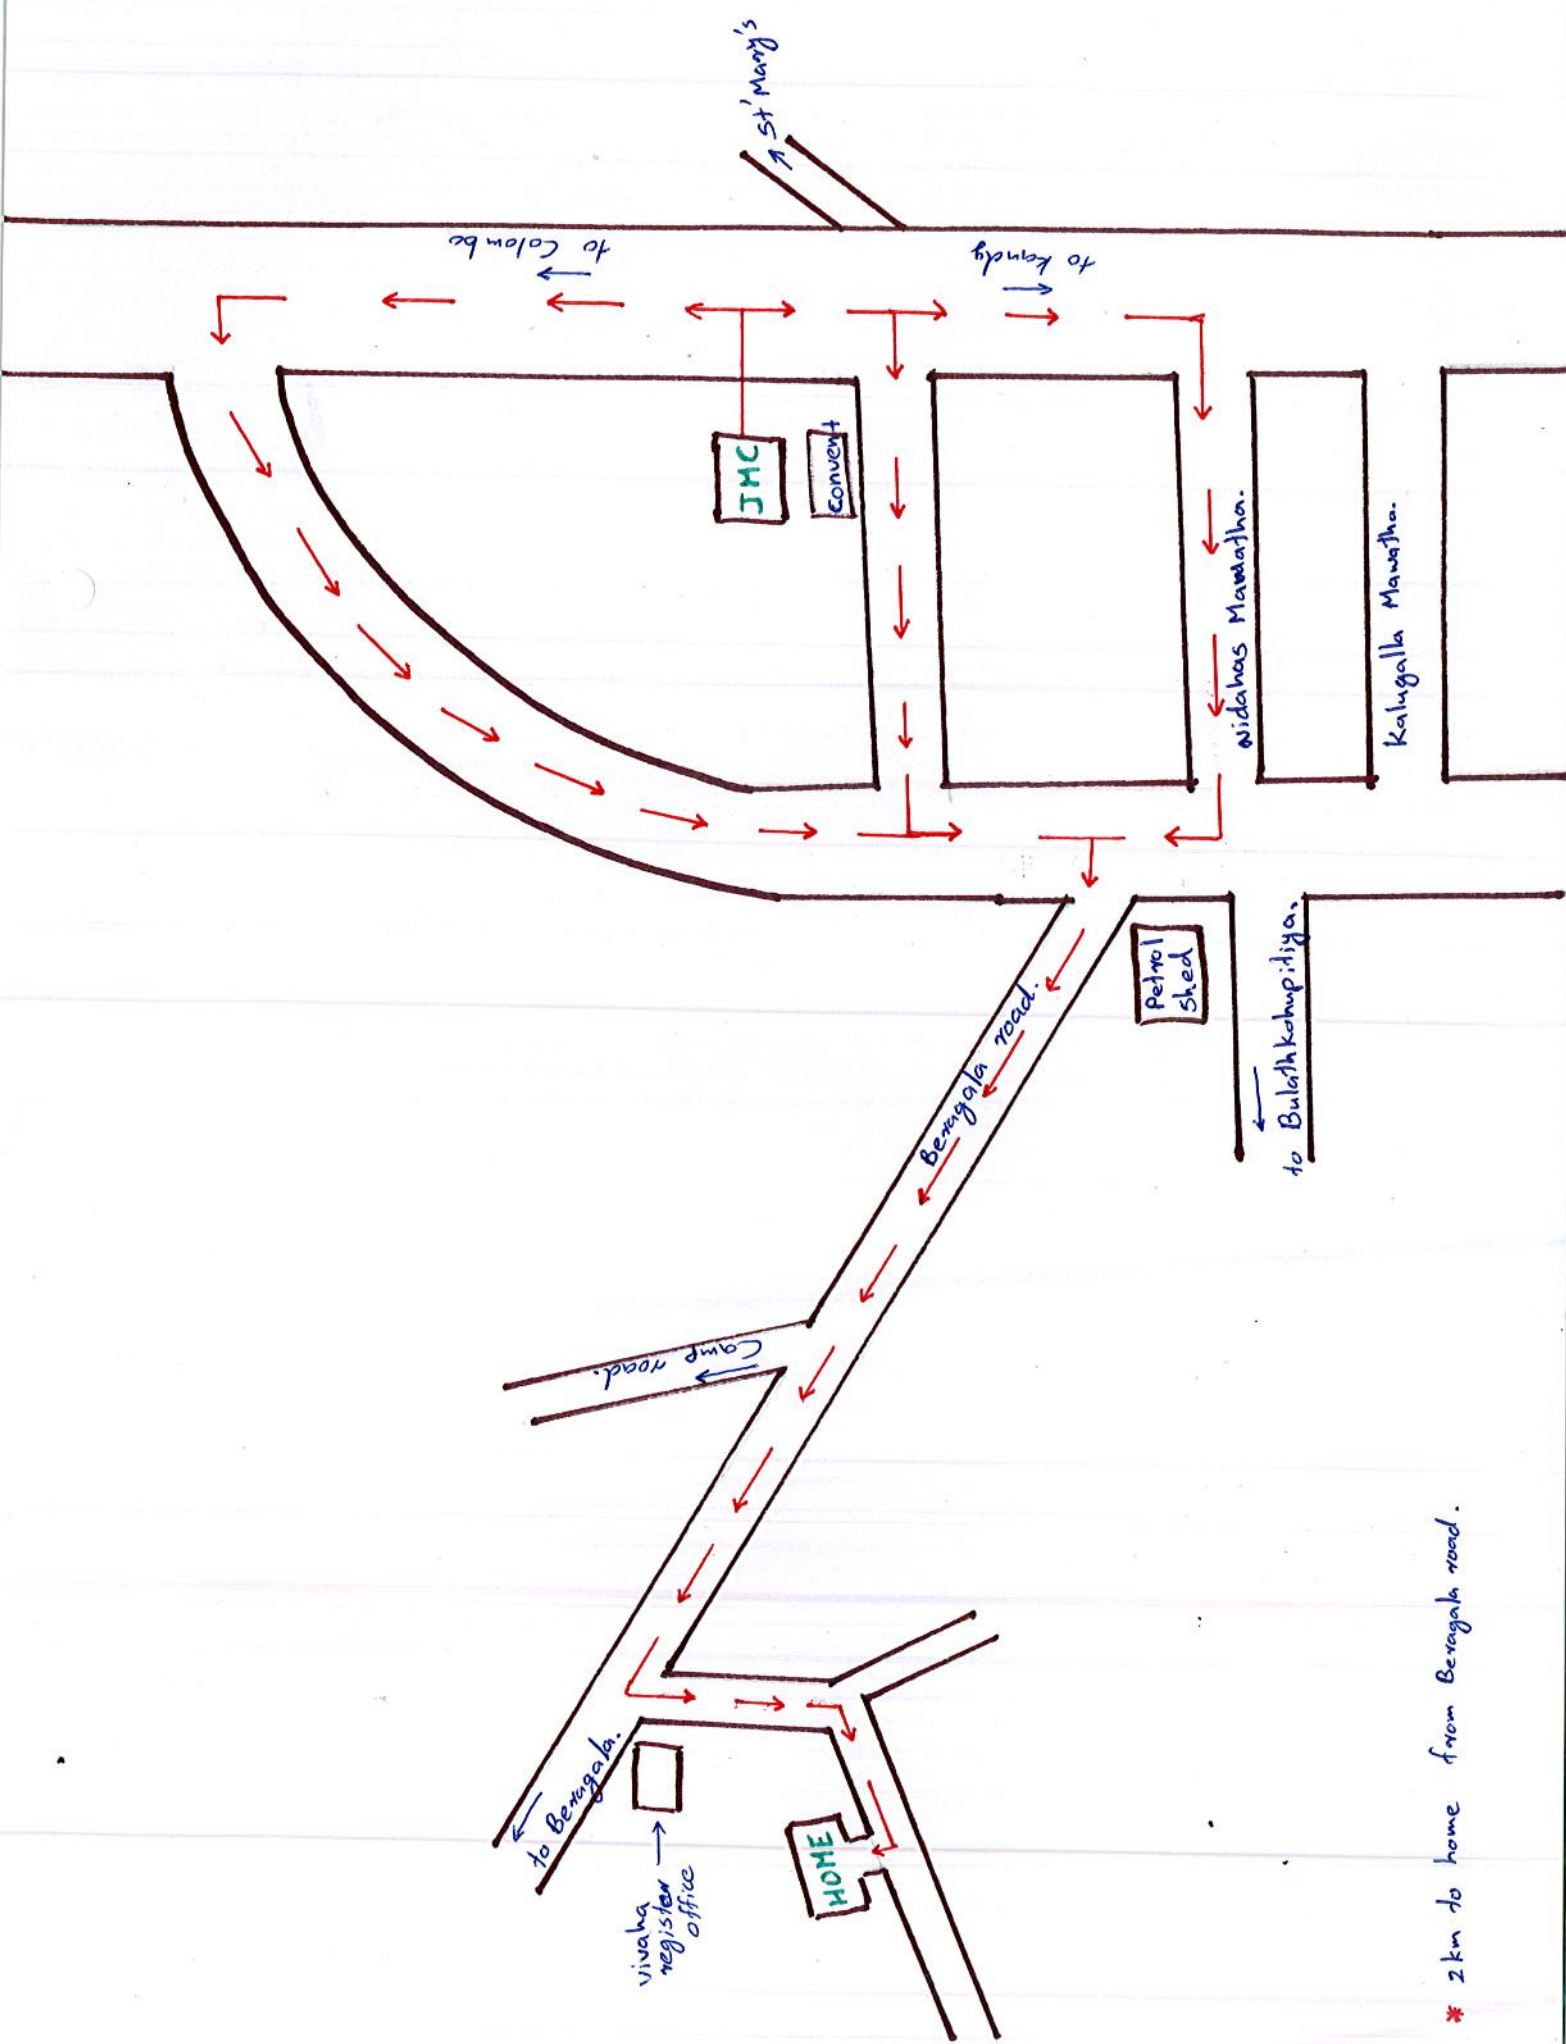 St' Mary's
to Colombo
to kandy
JMC
Convent
Nidahas Mawatha.
Kalugalla Mawatha.
Petrol
Shed
to Bulathkohupitiya.
Beragala road.
Camp road.
to Beragala.
vivaha
register
office
HOME
* 2km to home from Beragala road.